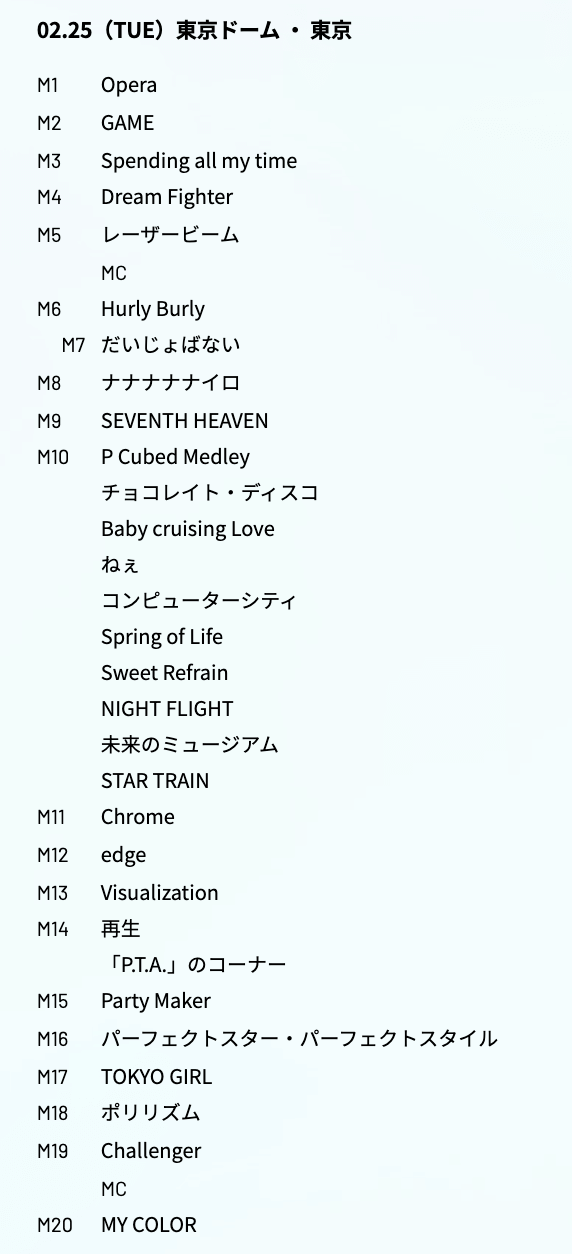 02.25（TUE）東京ドーム ・ 東京
M1 Opera
M2 GAME
M3 Spending all my time
M4 Dream Fighter
M5 レーザービーム
MC
M6 Hurly Burly
M7 だいじょばない
M8 ナナナナナイロ
M9 SEVENTH HEAVEN
M10 P Cubed Medley
チョコレイト・ディスコ
Baby cruising Love
ねぇ
コンピューターシティ
Spring of Life
Sweet Refrain
NIGHT FLIGHT
未来のミュージアム
STAR TRAIN
M11 Chrome
M12 edge
M13 Visualization
M14 再生
「P.T.A.」のコーナー
M15 Party Maker
M16 パーフェクトスター・パーフェクトスタイル
M17 TOKYO GIRL
M18 ポリリズム
M19 Challenger
MC
M20 MY COLOR